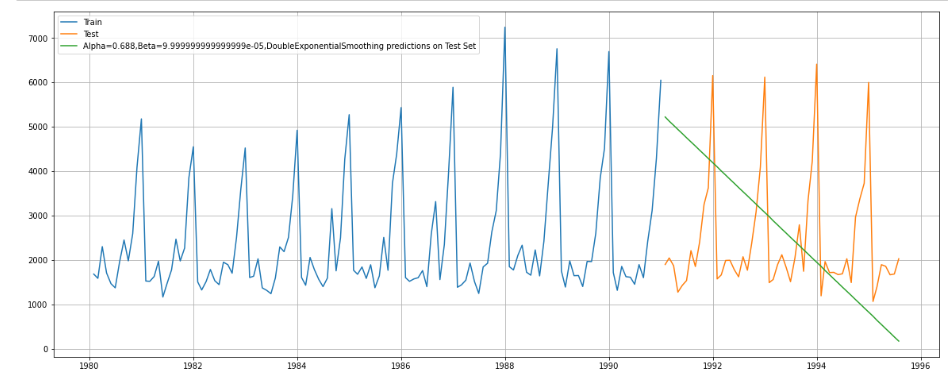 Train
Test
Alpha=0.688,Beta=9.999999999999999e-05,DoubleExponentialSmoothing predictions on Test Set
7000
6000
5000
4000
3000
2000
1000
0
1980 1982 1984 1986 1988 1990 1992 1994 1996